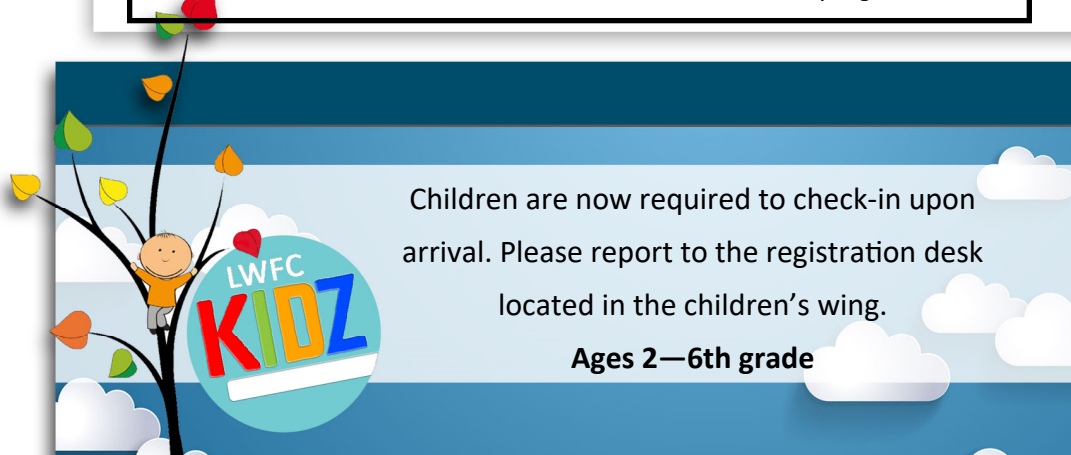 Children are now required to check-in upon
arrival. Please report to the registration desk
located in the children's wing.
Ages 2—6th grade
LWFC
KIDZ